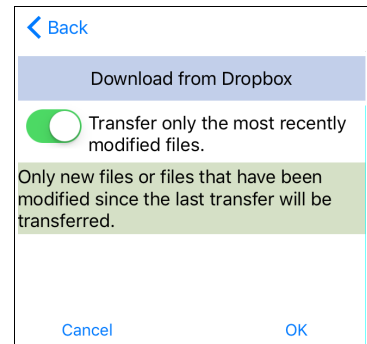 Back
Download from Dropbox
Transfer only the most recently
modified files.
Only new files or files that have been
modified since the last transfer will be
transferred.
Cancel OK